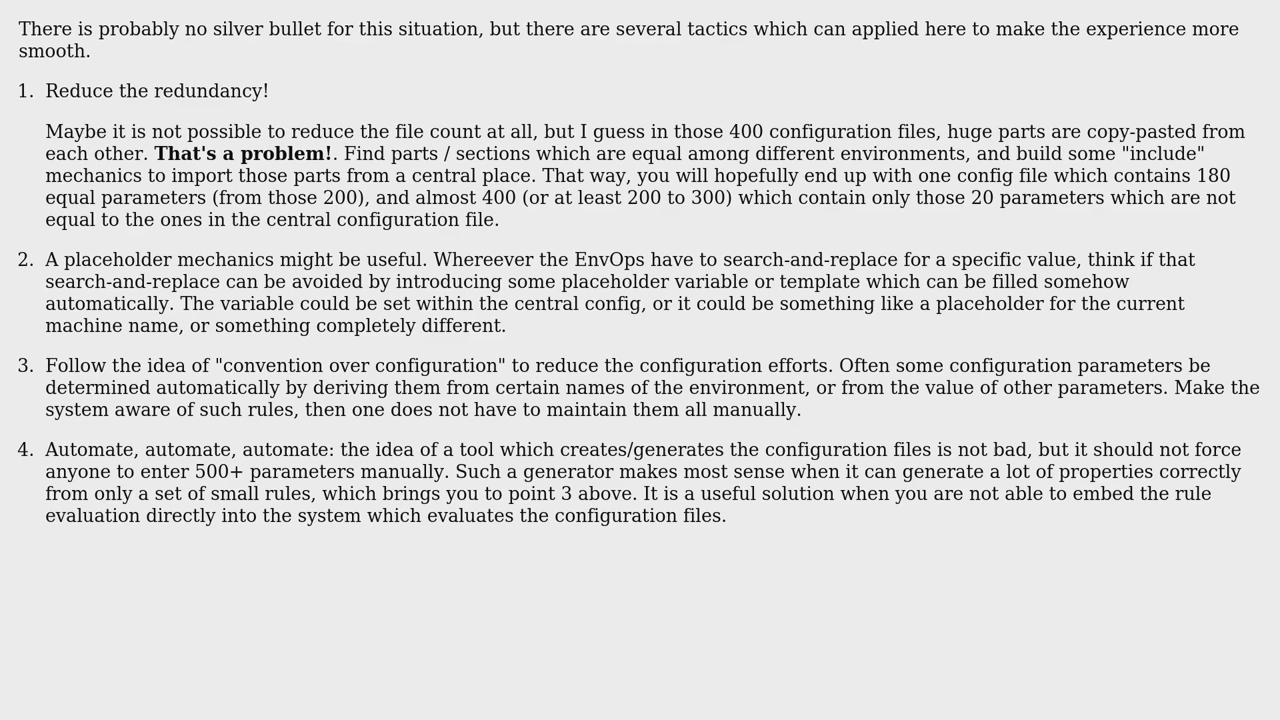 There is probably no silver bullet for this situation, but there are several tactics which can applied here to make the experience more
smooth.
1. Reduce the redundancy!
Maybe it is not possible to reduce the file count at all, but I guess in those 400 configuration files, huge parts are copy-pasted from
each other. That's a problem!. Find parts / sections which are equal among different environments, and build some "include"
mechanics to import those parts from a central place. That way, you will hopefully end up with one config file which contains 180
equal parameters (from those 200), and almost 400 (or at least 200 to 300) which contain only those 20 parameters which are not
equal to the ones in the central configuration file.
2. A placeholder mechanics might be useful. Whereever the EnvOps have to search-and-replace for a specific value, think if that
search-and-replace can be avoided by introducing some placeholder variable or template which can be filled somehow
automatically. The variable could be set within the central config, or it could be something like a placeholder for the current
machine name, or something completely different.
3. Follow the idea of "convention over configuration" to reduce the configuration efforts. Often some configuration parameters be
determined automatically by deriving them from certain names of the environment, or from the value of other parameters. Make the
system aware of such rules, then one does not have to maintain them all manually.
4. Automate, automate, automate: the idea of a tool which creates/generates the configuration files is not bad, but it should not force
anyone to enter 500+ parameters manually. Such a generator makes most sense when it can generate a lot of properties correctly
from only a set of small rules, which brings you to point 3 above. It is a useful solution when you are not able to embed the rule
evaluation directly into the system which evaluates the configuration files.